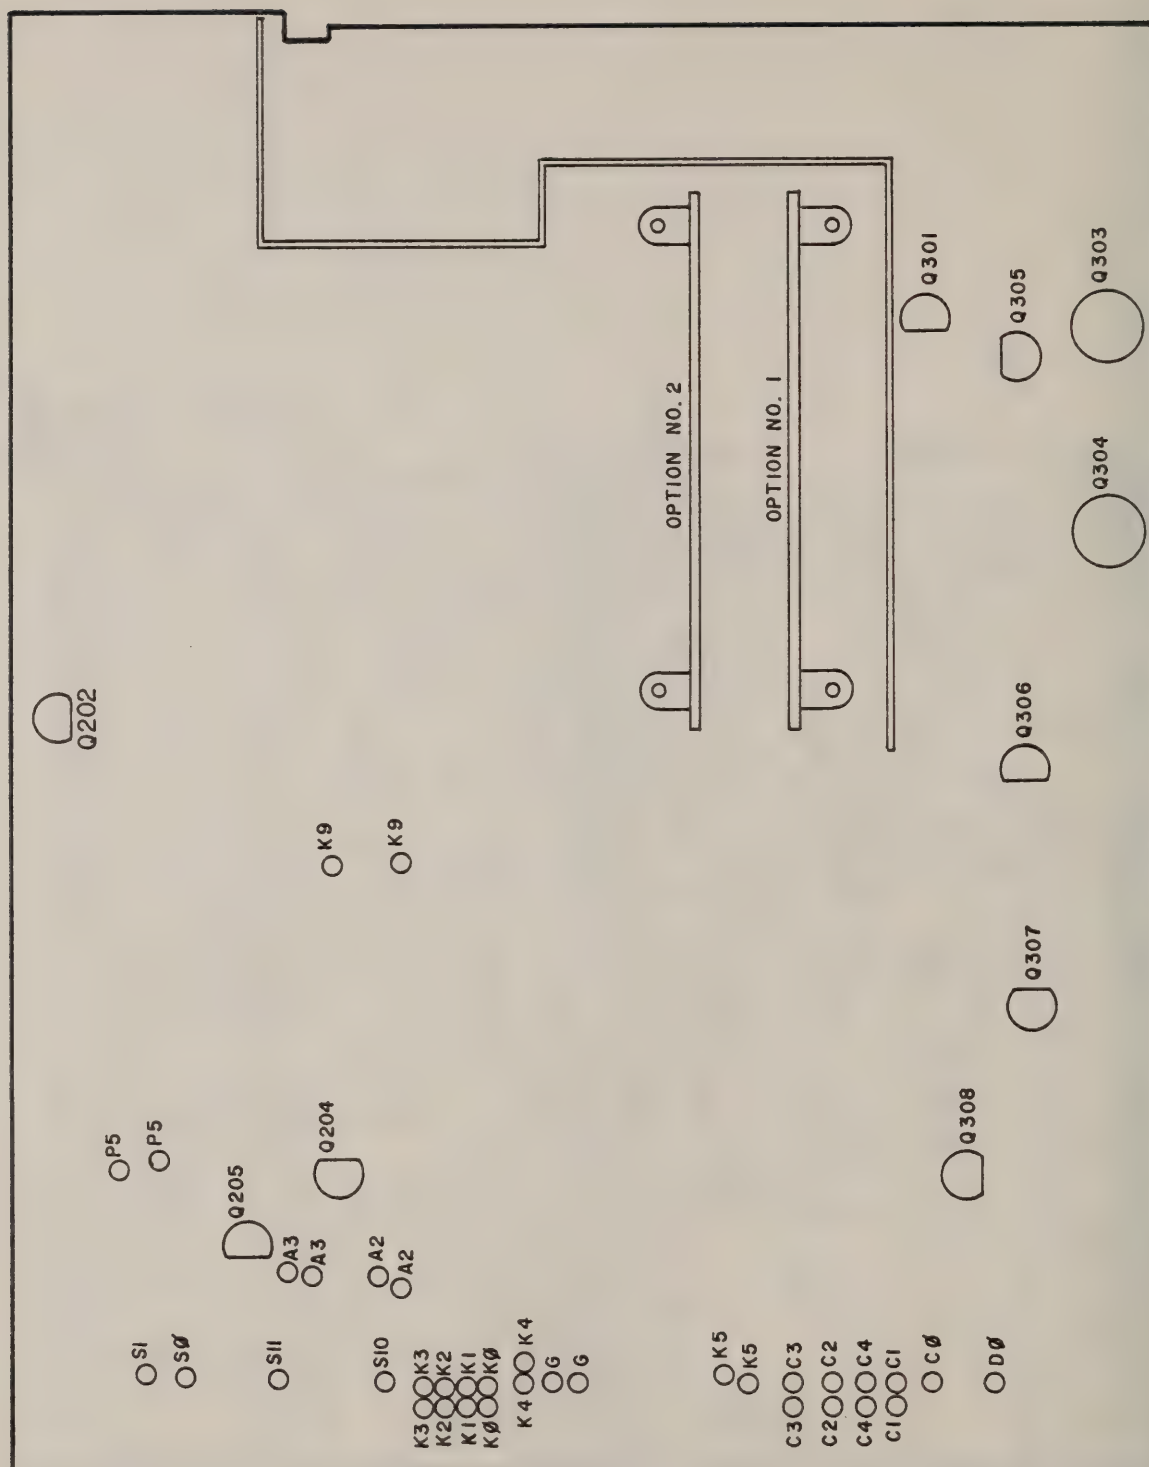 Q202
P5
S1
P5
SØ
Q205
S11
A3
A3
Q204
K9
A2
S10
A2
K9
K3 K3
K2 K2
K1 K1
KØ KØ
K4 K4
G
G
OPTION NO. 2
K5
K5
OPTION NO. 1
C3 C3
C2 C2
C4 C4
C1 C1
Q301
CØ
Q308
DØ
Q305
Q306
Q307
Q304
Q303